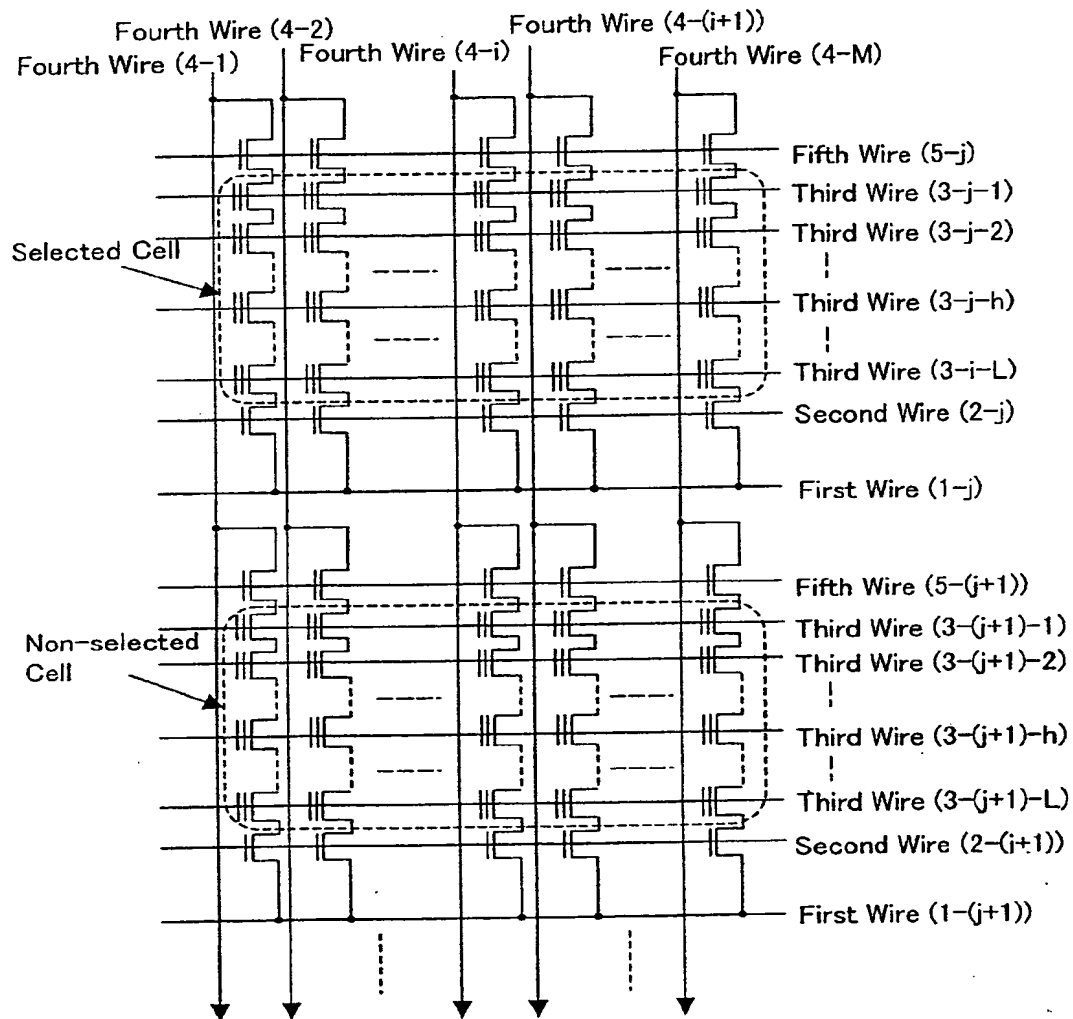 Fourth Wire (4-1)
Fourth Wire (4-2)
Fourth Wire (4-i)
Fourth Wire (4-(i+1))
Fourth Wire (4-M)
Fifth Wire (5-j)
Third Wire (3-j-1)
Third Wire (3-j-2)
Selected Cell
Third Wire (3-j-h)
Third Wire (3-i-L)
Second Wire (2-j)
First Wire (1-j)
Fifth Wire (5-(j+1))
Third Wire (3-(j+1)-1)
Non-selected
Cell
Third Wire (3-(j+1)-2)
Third Wire (3-(j+1)-h)
Third Wire (3-(j+1)-L)
Second Wire (2-(j+1))
First Wire (1-(j+1))